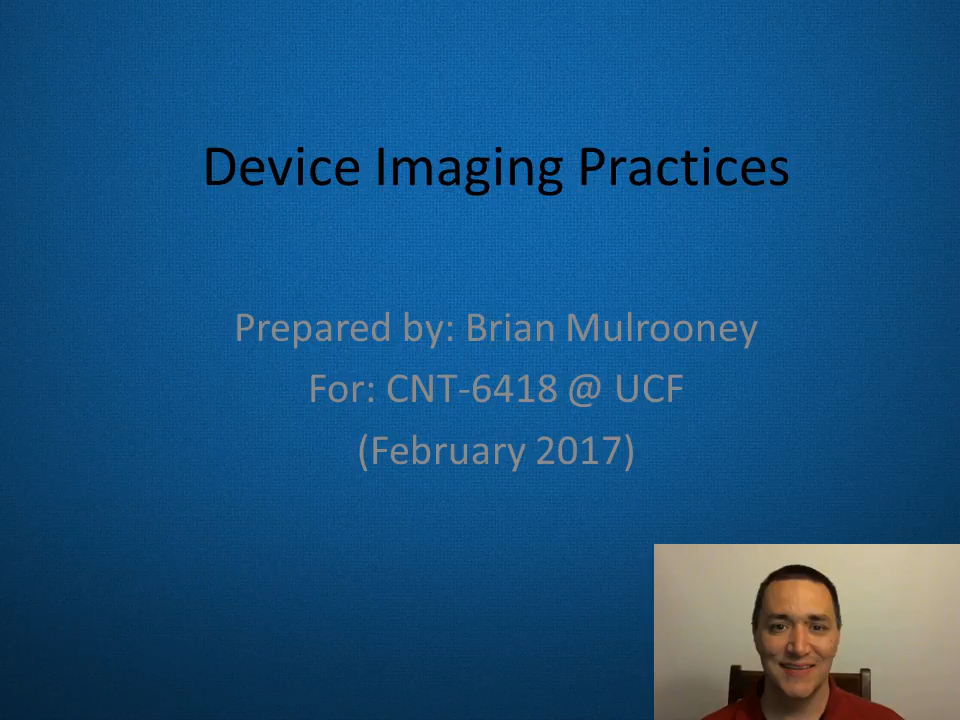 Device Imaging Practices
Prepared by: Brian Mulrooney
For: CNT-6418 @ UCF
(February 2017)